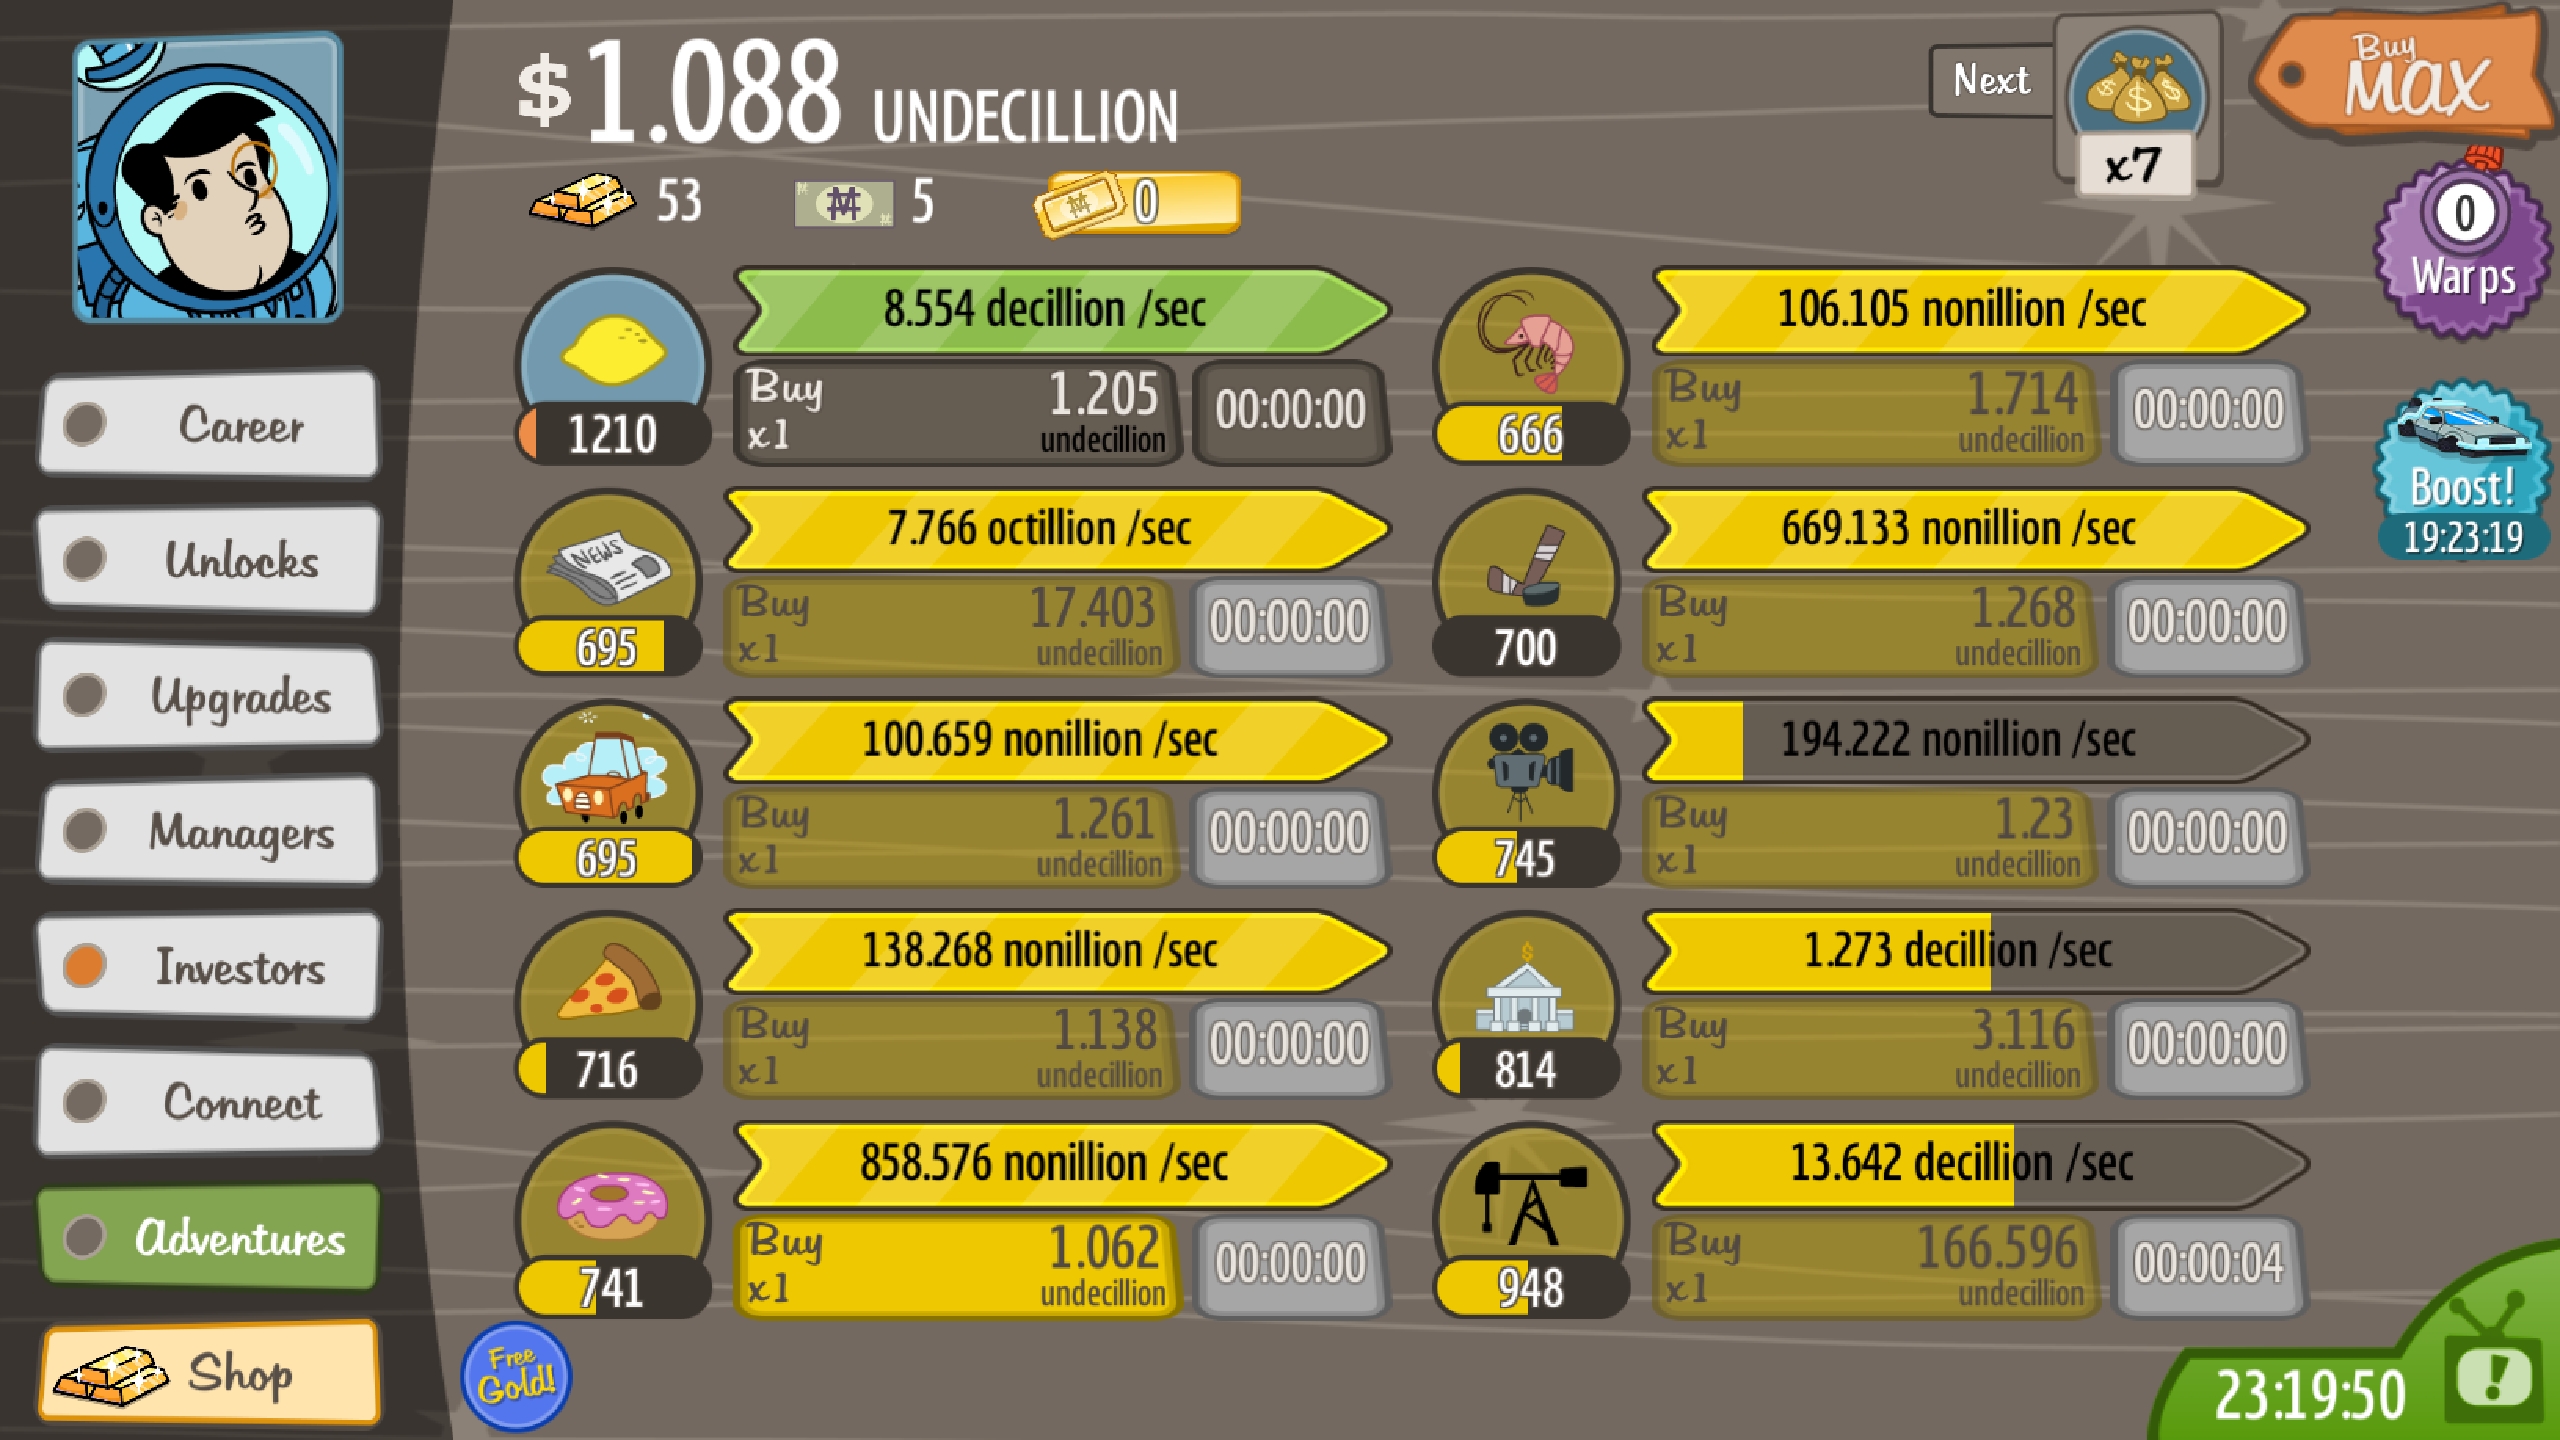 $1.088 UNDECILLION
Next
x7
Buy
MAX
53
5
0
0
Warps
Boost!
19:23:19
Career
Unlocks
Upgrades
Managers
Investors
Connect
Adventures
Shop
8.554 decillion /sec
1210
Buy
x1
1.205
undecillion
00:00:00
106.105 nonillion /sec
666
Buy
x1
1.714
undecillion
00:00:00
NEWS
7.766 octillion /sec
695
Buy
x1
17.403
undecillion
00:00:00
669.133 nonillion /sec
700
Buy
x1
1.268
undecillion
00:00:00
100.659 nonillion /sec
695
Buy
x1
1.261
undecillion
00:00:00
194.222 nonillion /sec
745
Buy
x1
1.23
undecillion
00:00:00
138.268 nonillion /sec
716
Buy
x1
1.138
undecillion
00:00:00
1.273 decillion /sec
814
Buy
x1
3.116
undecillion
00:00:00
858.576 nonillion /sec
741
Buy
x1
1.062
undecillion
00:00:00
13.642 decillion /sec
948
Buy
x1
166.596
undecillion
00:00:04
Free
Gold!
23:19:50